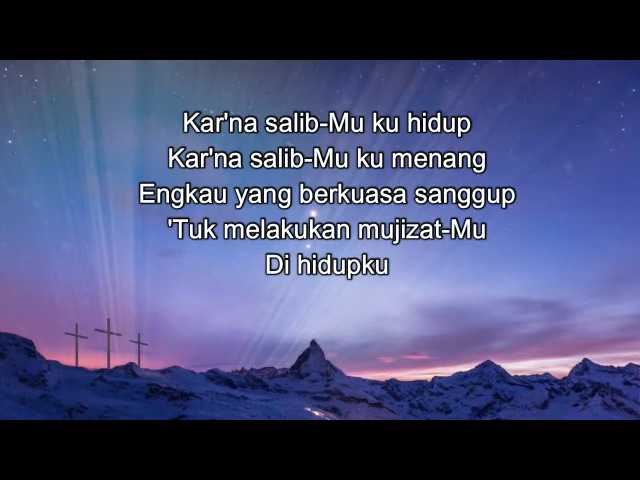 Kar'na salib-Mu ku hidup
Kar'na salib-Mu ku menang
Engkau yang berkuasa sanggup
'Tuk melakukan mujizat-Mu
Di hidupku